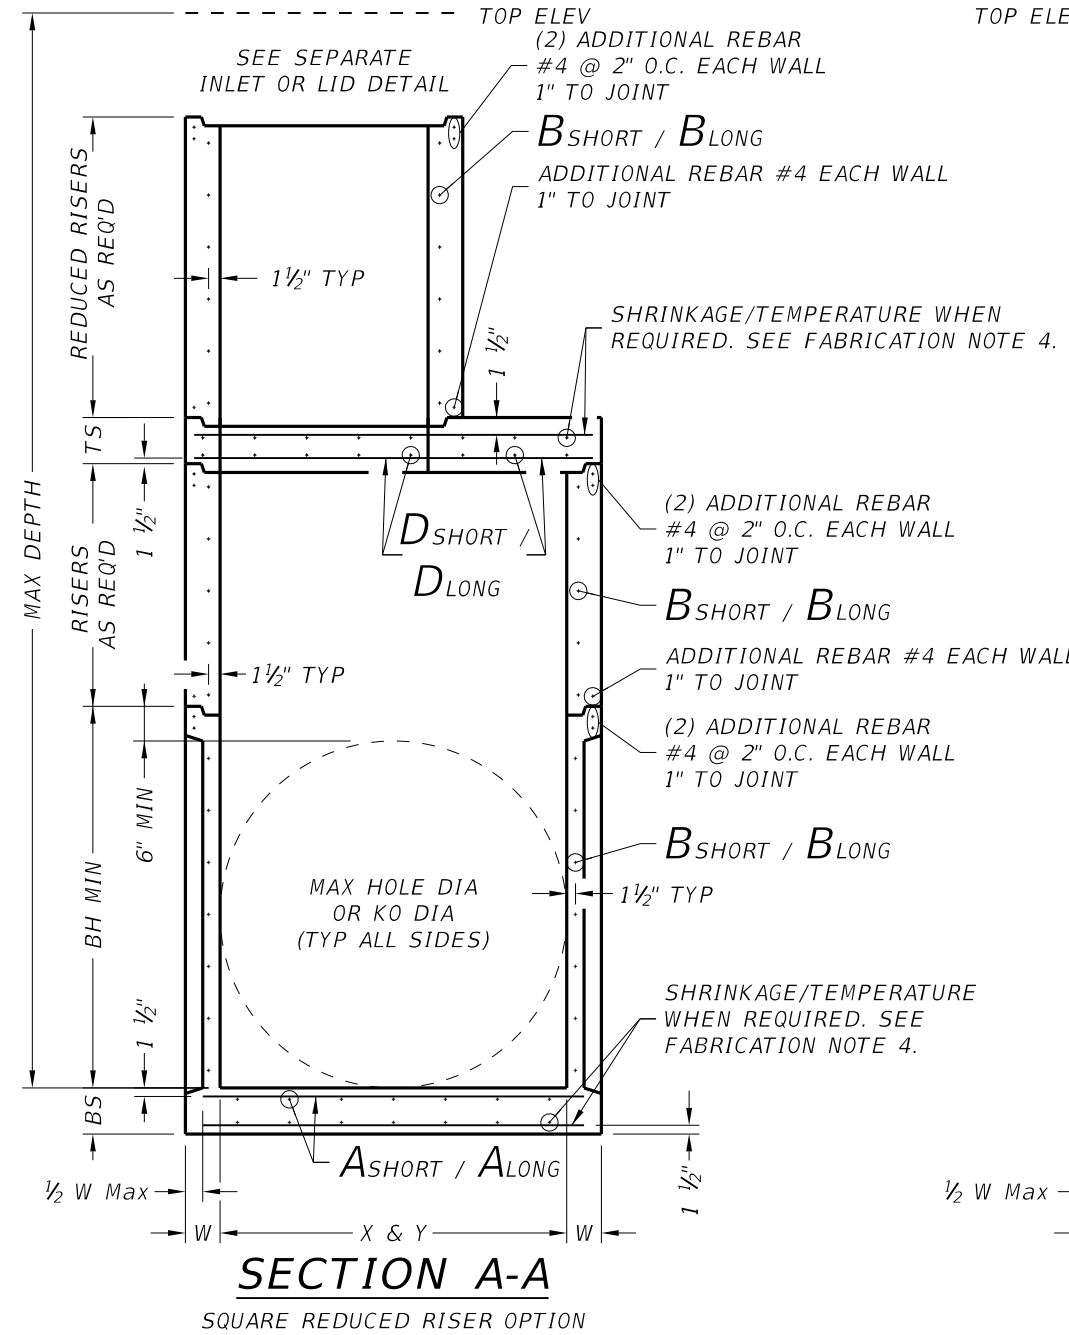 TOP ELEV
TOP ELE
(2) ADDITIONAL REBAR
#4 @ 2" O.C. EACH WALL
1" TO JOINT
SEE SEPARATE
INLET OR LID DETAIL
BSHORT / BLONG
ADDITIONAL REBAR #4 EACH WALL
1" TO JOINT
REDUCED RISERS
AS REQ'D
1½" TYP
SHRINKAGE/TEMPERATURE WHEN
REQUIRED. SEE FABRICATION NOTE 4.
1 ½"
TS
MAX DEPTH
RISERS
AS REQ'D
1 ½"
DSHORT /
DLONG
(2) ADDITIONAL REBAR
#4 @ 2" O.C. EACH WALL
1" TO JOINT
BSHORT / BLONG
1½" TYP
ADDITIONAL REBAR #4 EACH WALL
1" TO JOINT
(2) ADDITIONAL REBAR
#4 @ 2" O.C. EACH WALL
1" TO JOINT
6" MIN
BH MIN
BSHORT / BLONG
MAX HOLE DIA
OR KO DIA
(TYP ALL SIDES)
1½" TYP
1 ½"
SHRINKAGE/TEMPERATURE
WHEN REQUIRED. SEE
FABRICATION NOTE 4.
BS
ASHORT / ALONG
1 ½"
½ W Max
½ W Max
W
X & Y
W
SECTION A-A
SQUARE REDUCED RISER OPTION